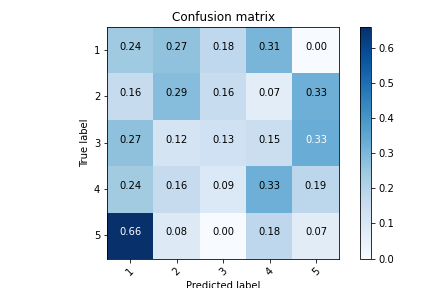 Confusion matrix
1 0.24 0.27 0.18 0.31 0.00
2 0.16 0.29 0.16 0.07 0.33
3 0.27 0.12 0.13 0.15 0.33
4 0.24 0.16 0.09 0.33 0.19
5 0.66 0.08 0.00 0.18 0.07
1 2 3 4 5
True label
Predicted label
0.6
0.5
0.4
0.3
0.2
0.1
0.0